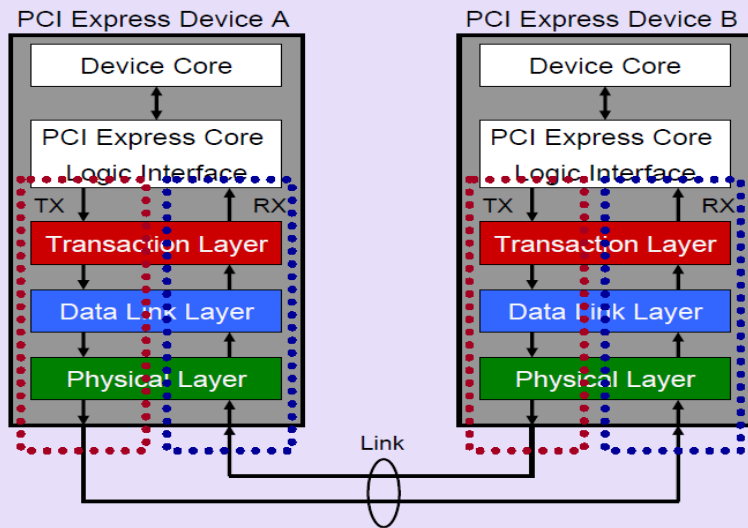 PCI Express Device A
Device Core
PCI Express Core
Logic Interface
TX
RX
Transaction Layer
Data Link Layer
Physical Layer
PCI Express Device B
Device Core
PCI Express Core
Logic Interface
TX
RX
Transaction Layer
Data Link Layer
Physical Layer
Link